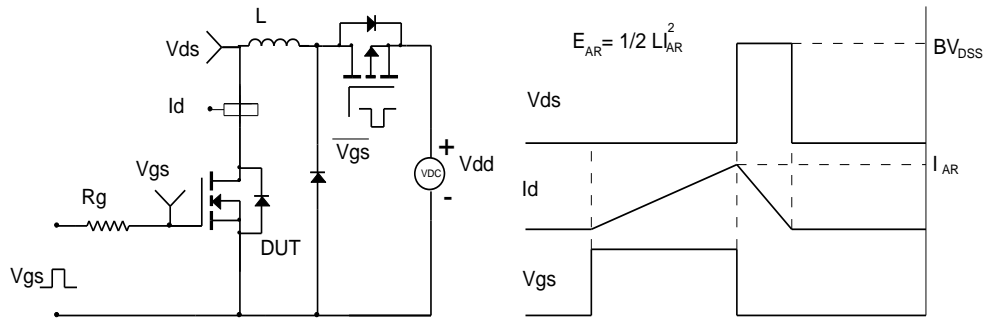 L
Vds
Id
Vgs
Rg
DUT
Vgs
Vgs
+
VDC
Vdd
-
E_AR = 1/2 LI_AR^2
BV_DSS
Vds
I_AR
Id
Vgs